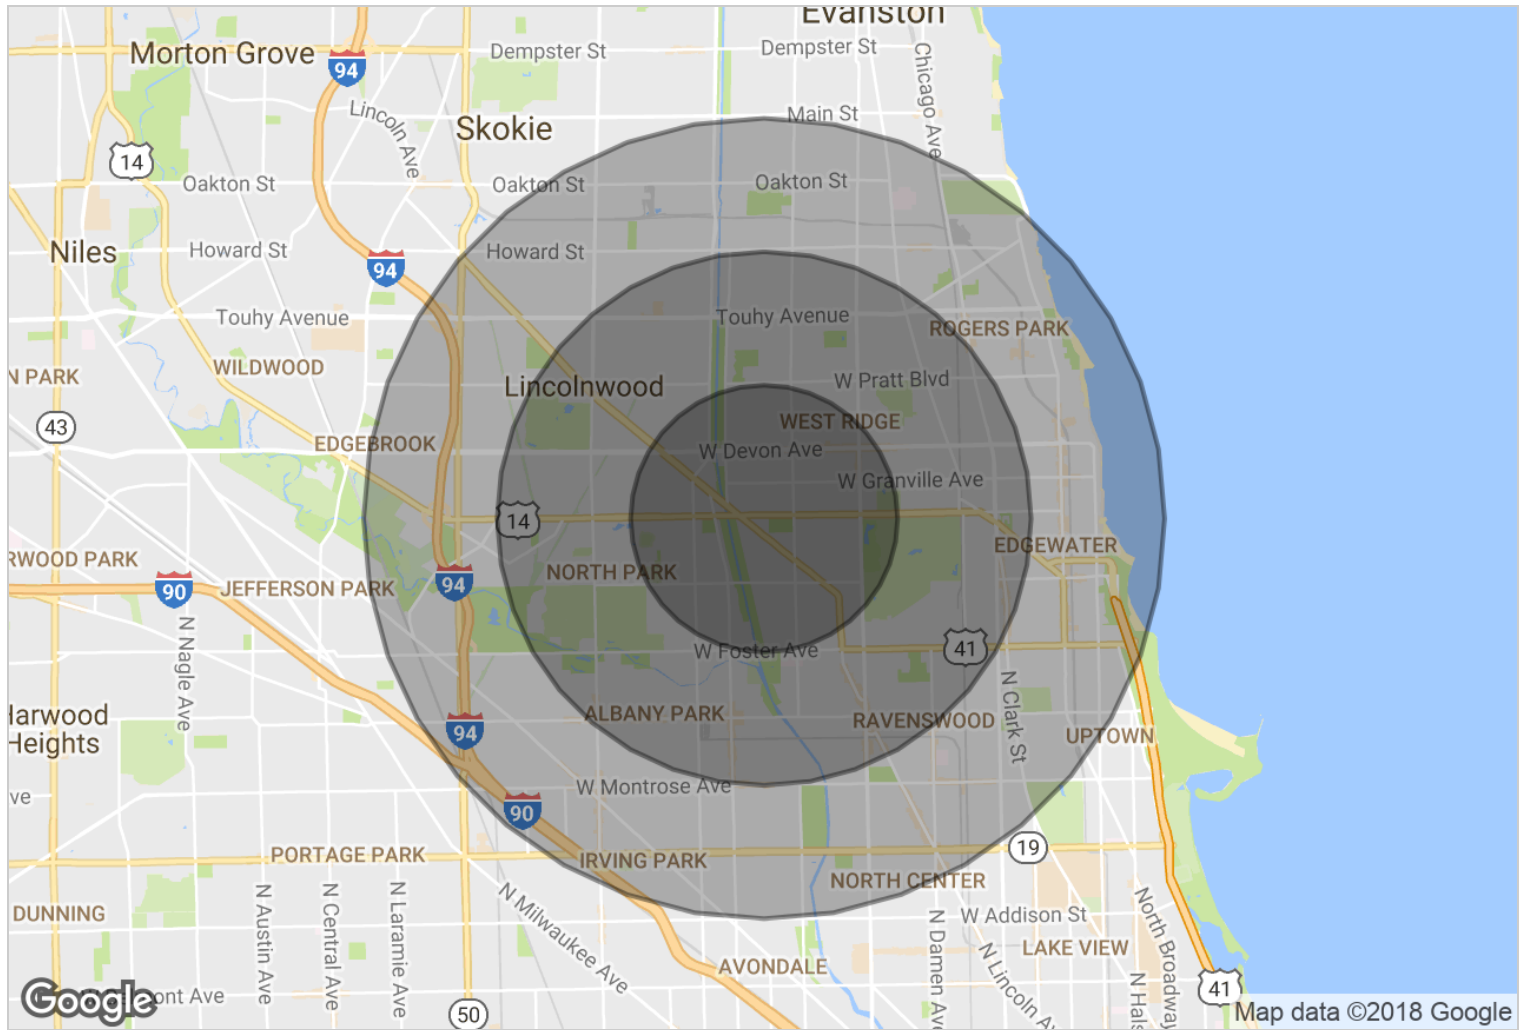 Evanston
Morton Grove
94
Dempster St
Dempster St
Chicago Ave
Lincoln Ave
Main St
Skokie
14
Oakton St
Oakton St
Oakton St
Niles
Howard St
Howard St
94
Touhy Avenue
Touhy Avenue
ROGERS PARK
WILDWOOD
N PARK
Lincolnwood
W Pratt Blvd
43
WEST RIDGE
EDGEBROOK
W Devon Ave
W Granville Ave
14
EDGEWATER
RWOOD PARK
NORTH PARK
94
90
JEFFERSON PARK
N Nagle Ave
W Foster Ave
41
N Clark St
Harwood
Heights
ALBANY PARK
RAVENSWOOD
94
UPTOWN
W Montrose Ave
ve
90
19
PORTAGE PARK
IRVING PARK
NORTH CENTER
DUNNING
N Austin Ave
N Central Ave
N Laramie Ave
N Milwaukee Ave
W Addison St
N Damen Ave
N Lincoln Av
North Broadway
LAKE VIEW
AVONDALE
N Hals
41
Google
ont Ave
50
Map data ©2018 Google